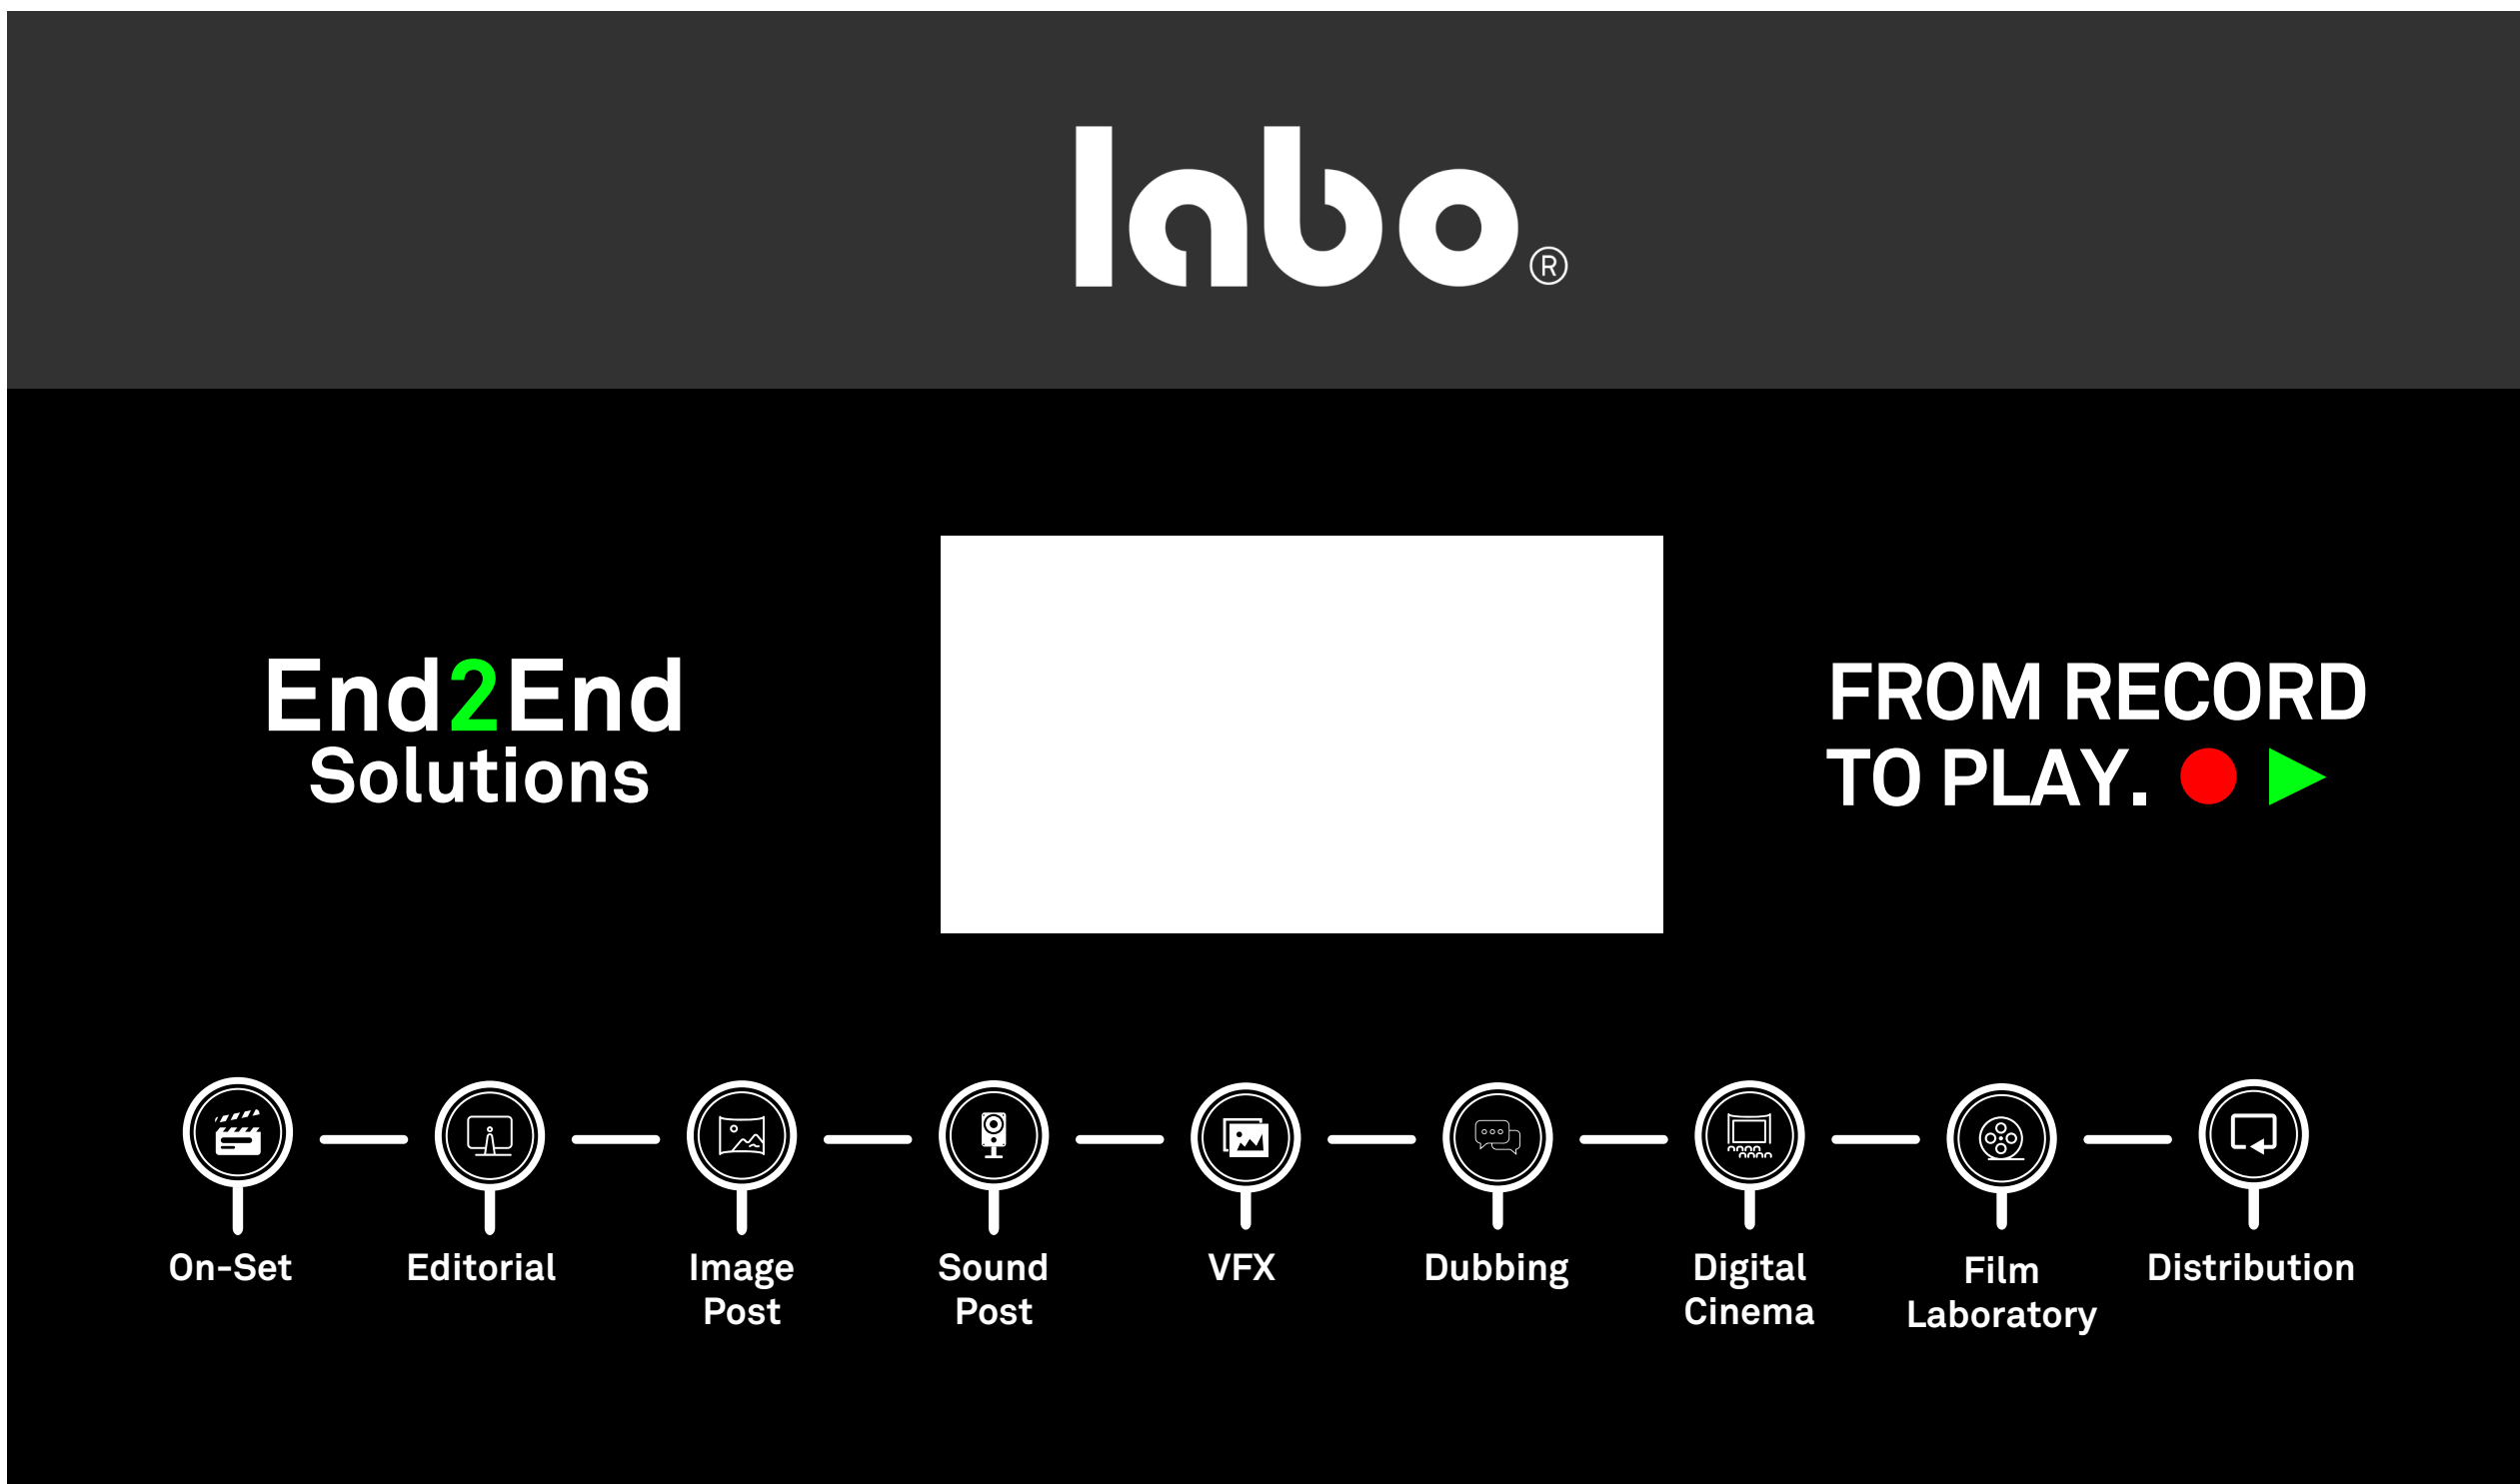 labo®
End2End
Solutions
FROM RECORD
TO PLAY.
On-Set
Editorial
Image
Post
Sound
Post
VFX
Dubbing
Digital
Cinema
Film
Laboratory
Distribution